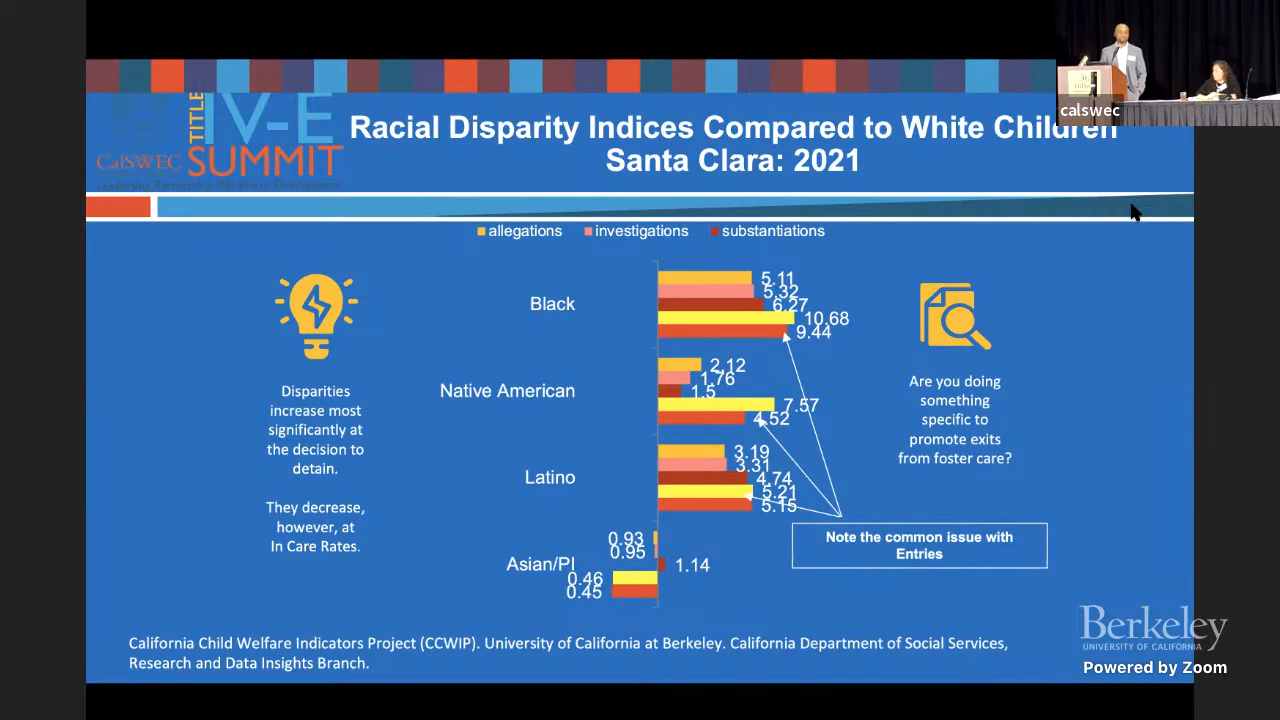 calswec
TITLE IV-E
CalSWEC SUMMIT
Racial Disparity Indices Compared to White Children
Santa Clara: 2021
allegations investigations substantiations
Disparities
increase most
significantly at
the decision to
detain.
They decrease,
however, at
In Care Rates.
Black
5.11
5.32
6.27
10.68
9.44
Native American
2.12
1.76
1.5
7.57
4.52
Latino
3.19
3.31
4.74
5.21
5.15
Asian/PI
0.93
0.95
1.14
0.46
0.45
Are you doing
something
specific to
promote exits
from foster care?
Note the common issue with
Entries
California Child Welfare Indicators Project (CCWIP). University of California at Berkeley. California Department of Social Services,
Research and Data Insights Branch.
Berkeley
UNIVERSITY OF CALIFORNIA
Powered by Zoom